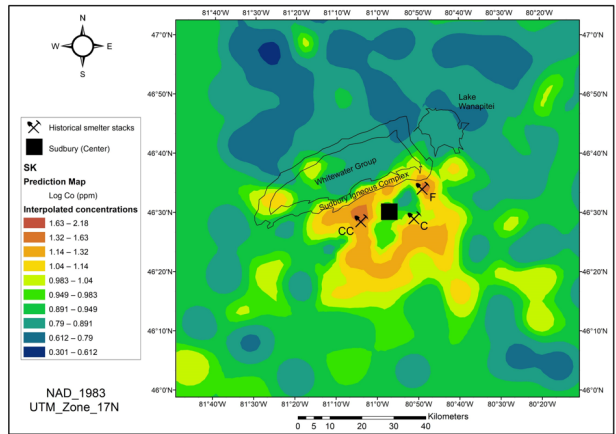 N
W
E
S
Historical smelter stacks
Sudbury (Center)
SK
Prediction Map
Log Co (ppm)
Interpolated concentrations
1.63 – 2.18
1.32 – 1.63
1.14 – 1.32
1.04 – 1.14
0.983 – 1.04
0.949 – 0.983
0.891 – 0.949
0.79 – 0.891
0.612 – 0.79
0.301 – 0.612
NAD_1983
UTM_Zone_17N
81°40'W 81°30'W 81°20'W 81°10'W 81°0'W 80°50'W 80°40'W 80°20'W
47°0'N
46°50'N
46°40'N
46°30'N
46°20'N
46°10'N
46°0'N
Lake
Wanapitei
Whitewater Group
Sudbury Igneous Complex
F
CC
C
47°0'N
46°50'N
46°40'N
46°30'N
46°20'N
46°10'N
46°0'N
81°40'W 81°30'W 81°20'W 81°10'W 81°0'W 80°50'W 80°40'W 80°20'W
Kilometers
0 5 10 20 30 40